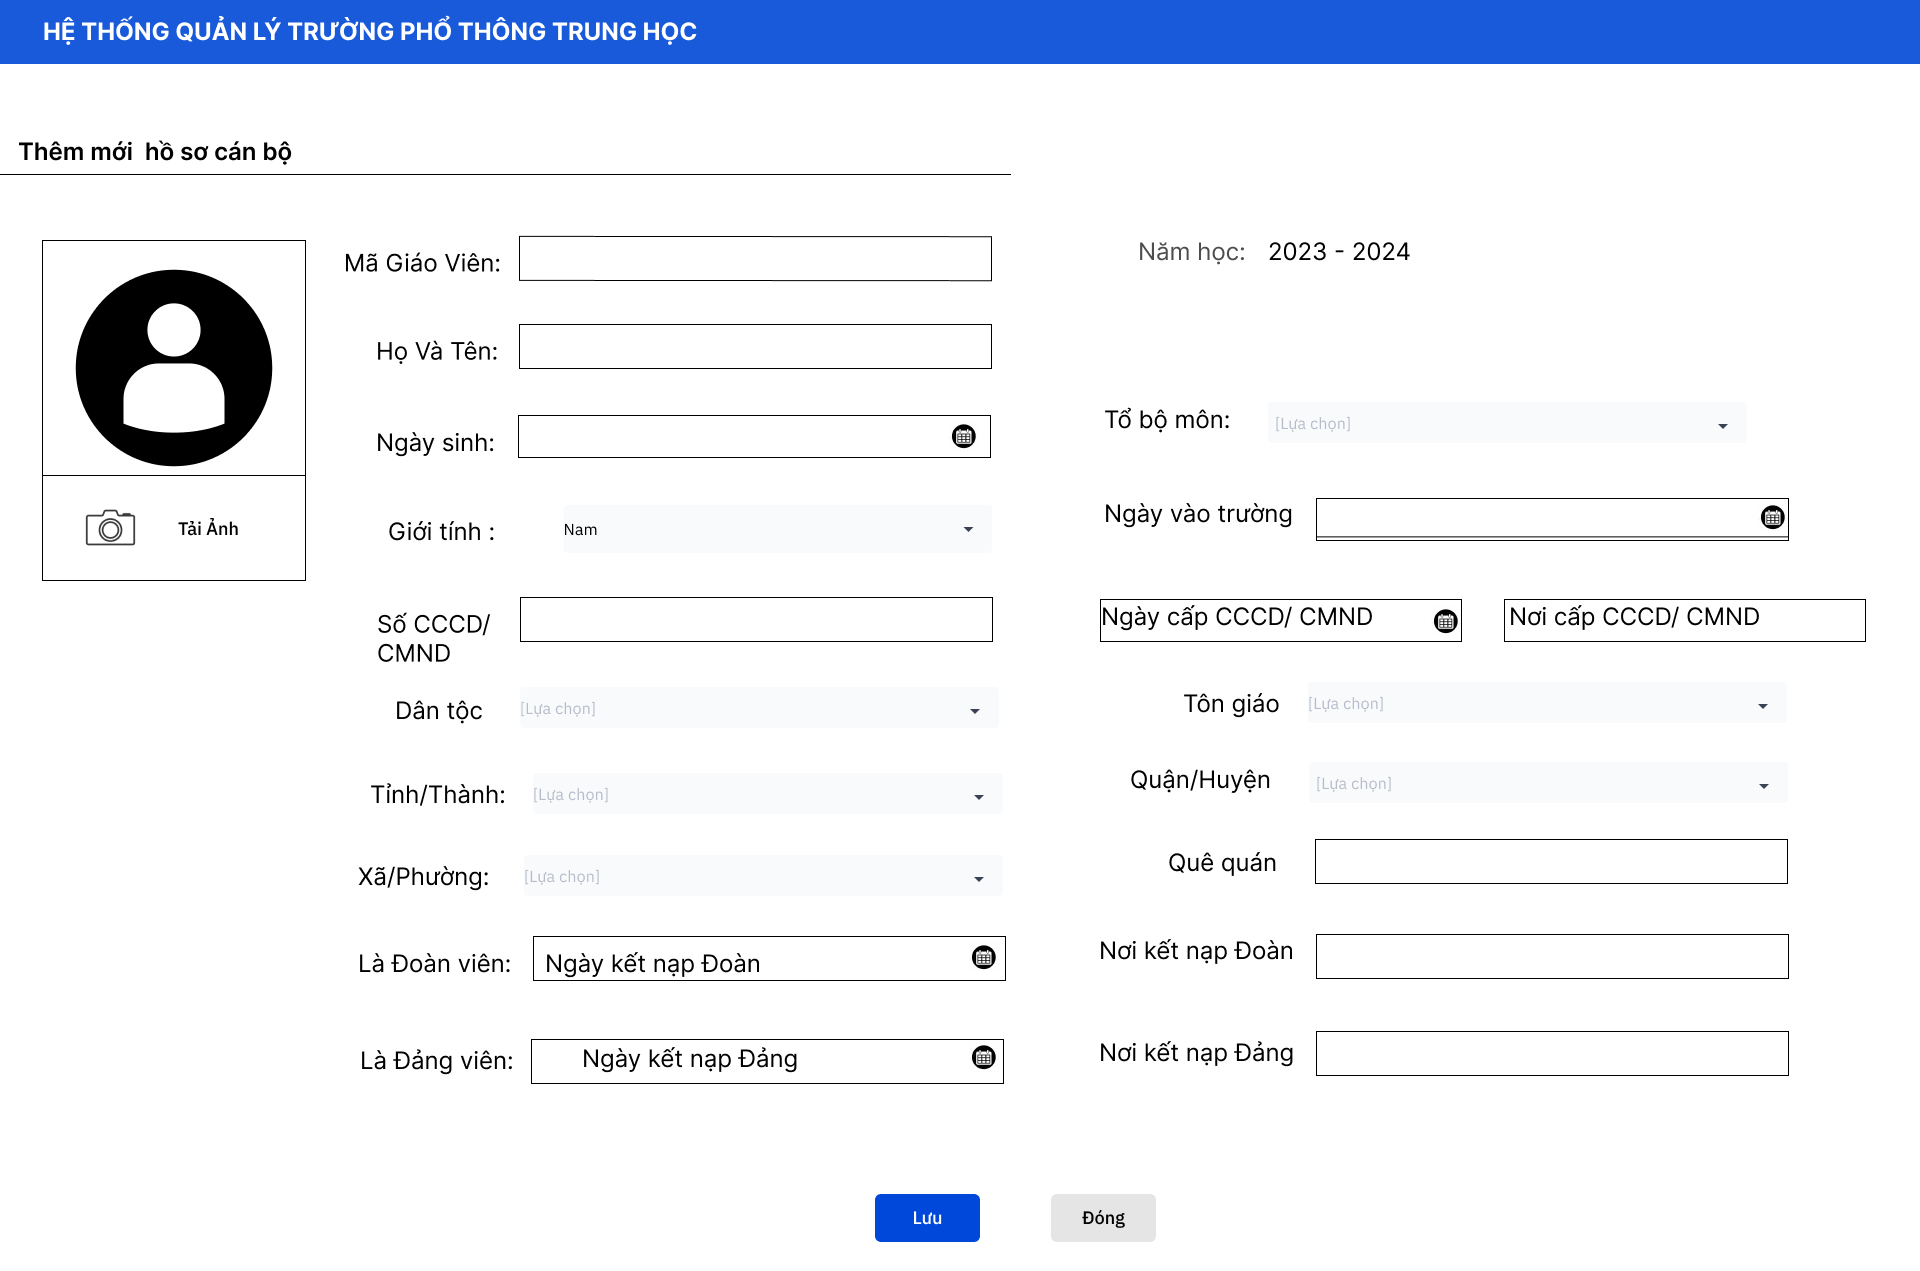 HỆ THỐNG QUẢN LÝ TRƯỜNG PHỔ THÔNG TRUNG HỌC
Thêm mới  hồ sơ cán bộ
Mã Giáo Viên:
Năm học: 2023 - 2024
Họ Và Tên:
Tổ bộ môn: [Lựa chọn]
Ngày sinh:
Ngày vào trường
Tải Ảnh
Giới tính : Nam
Số CCCD/
CMND
Ngày cấp CCCD/ CMND
Nơi cấp CCCD/ CMND
Dân tộc [Lựa chọn]
Tôn giáo [Lựa chọn]
Tỉnh/Thành: [Lựa chọn]
Quận/Huyện [Lựa chọn]
Xã/Phường: [Lựa chọn]
Quê quán
Là Đoàn viên: Ngày kết nạp Đoàn
Nơi kết nạp Đoàn
Là Đảng viên: Ngày kết nạp Đảng
Nơi kết nạp Đảng
Lưu
Đóng